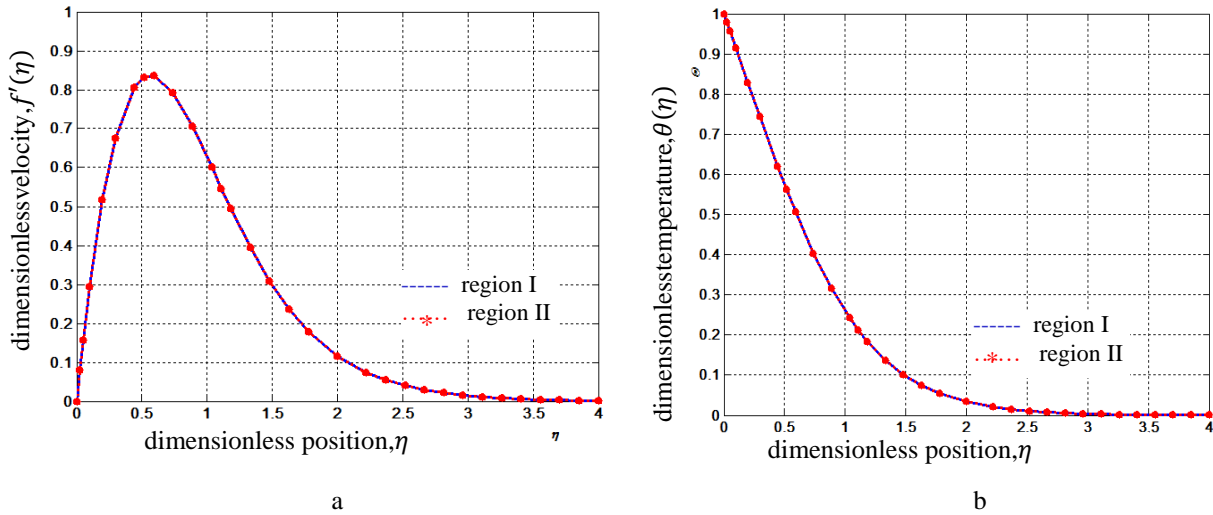 dimensionlessvelocity,f′(η)
1
0.9
0.8
0.7
0.6
0.5
0.4
0.3
0.2
0.1
0
0 0.5 1 1.5 2 2.5 3 3.5 4
region I
region II
dimensionless position,η
η
a
dimensionlesstemperature,θ(η)
Θ
1
0.9
0.8
0.7
0.6
0.5
0.4
0.3
0.2
0.1
0
0 0.5 1 1.5 2 2.5 3 3.5 4
region I
region II
dimensionless position,η
b